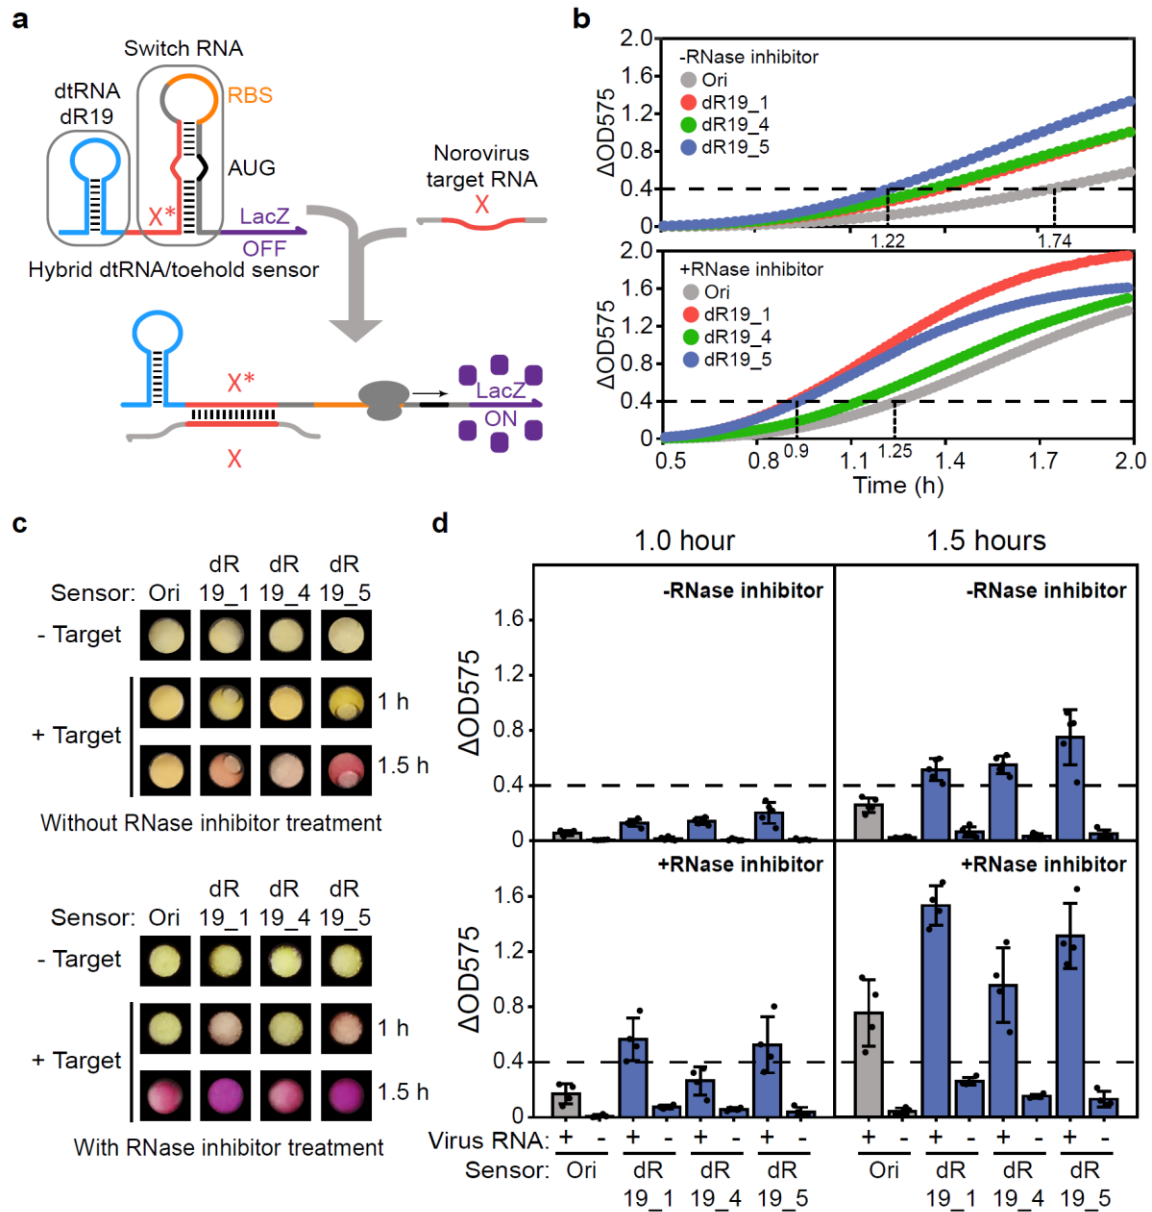 a
Switch RNA
dtRNA
dR19
RBS
AUG
X*
LacZ
OFF
Norovirus
target RNA
X
Hybrid dtRNA/toehold sensor
X*
X
LacZ
ON
b
2.0
1.6
1.2
0.8
0.4
0
ΔOD575
-RNase inhibitor
Ori
dR19_1
dR19_4
dR19_5
1.22
1.74
2.0
1.6
1.2
0.8
0.4
0
ΔOD575
+RNase inhibitor
Ori
dR19_1
dR19_4
dR19_5
0.9
1.25
0.5 0.8 1.1 1.4 1.7 2.0
Time (h)
c
dR dR dR
Sensor: Ori 19_1 19_4 19_5
- Target
+ Target
1 h
1.5 h
Without RNase inhibitor treatment
dR dR dR
Sensor: Ori 19_1 19_4 19_5
- Target
+ Target
1 h
1.5 h
With RNase inhibitor treatment
d
1.0 hour 1.5 hours
-RNase inhibitor -RNase inhibitor
1.6
1.2
0.8
0.4
0
ΔOD575
+RNase inhibitor +RNase inhibitor
1.6
1.2
0.8
0.4
0
ΔOD575
Virus RNA: + - + - + - + - + - + - + - + -
Sensor: Ori dR dR dR Ori dR dR dR
19_1 19_4 19_5 19_1 19_4 19_5